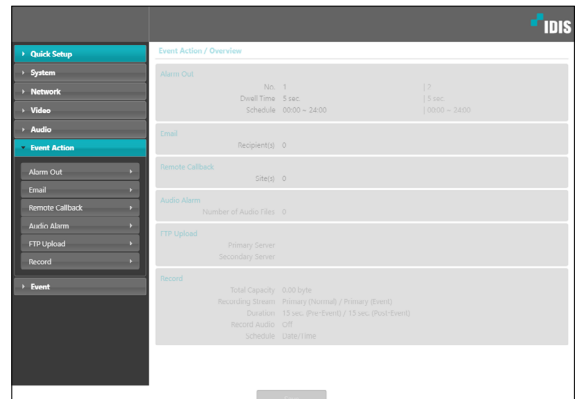 IDIS
Quick Setup
System
Network
Video
Audio
Event Action
Alarm Out
Email
Remote Callback
Audio Alarm
FTP Upload
Record
Event
Event Action / Overview
Alarm Out
No. 1
Dwell Time 5 sec | 5 sec
Schedule 00:00 ~ 24:00 | 00:00 ~ 24:00
Email
Recipient(s) 0
Remote Callback
Site(s) 0
Audio Alarm
Number of Audio Files 0
FTP Upload
Primary Server
Secondary Server
Record
Total Capacity 0.00 byte
Recording Stream Primary (Normal) / Primary (Event)
Duration 15 sec. (Pre-Event) / 15 sec. (Post-Event)
Record Audio Off
Schedule Date/Time